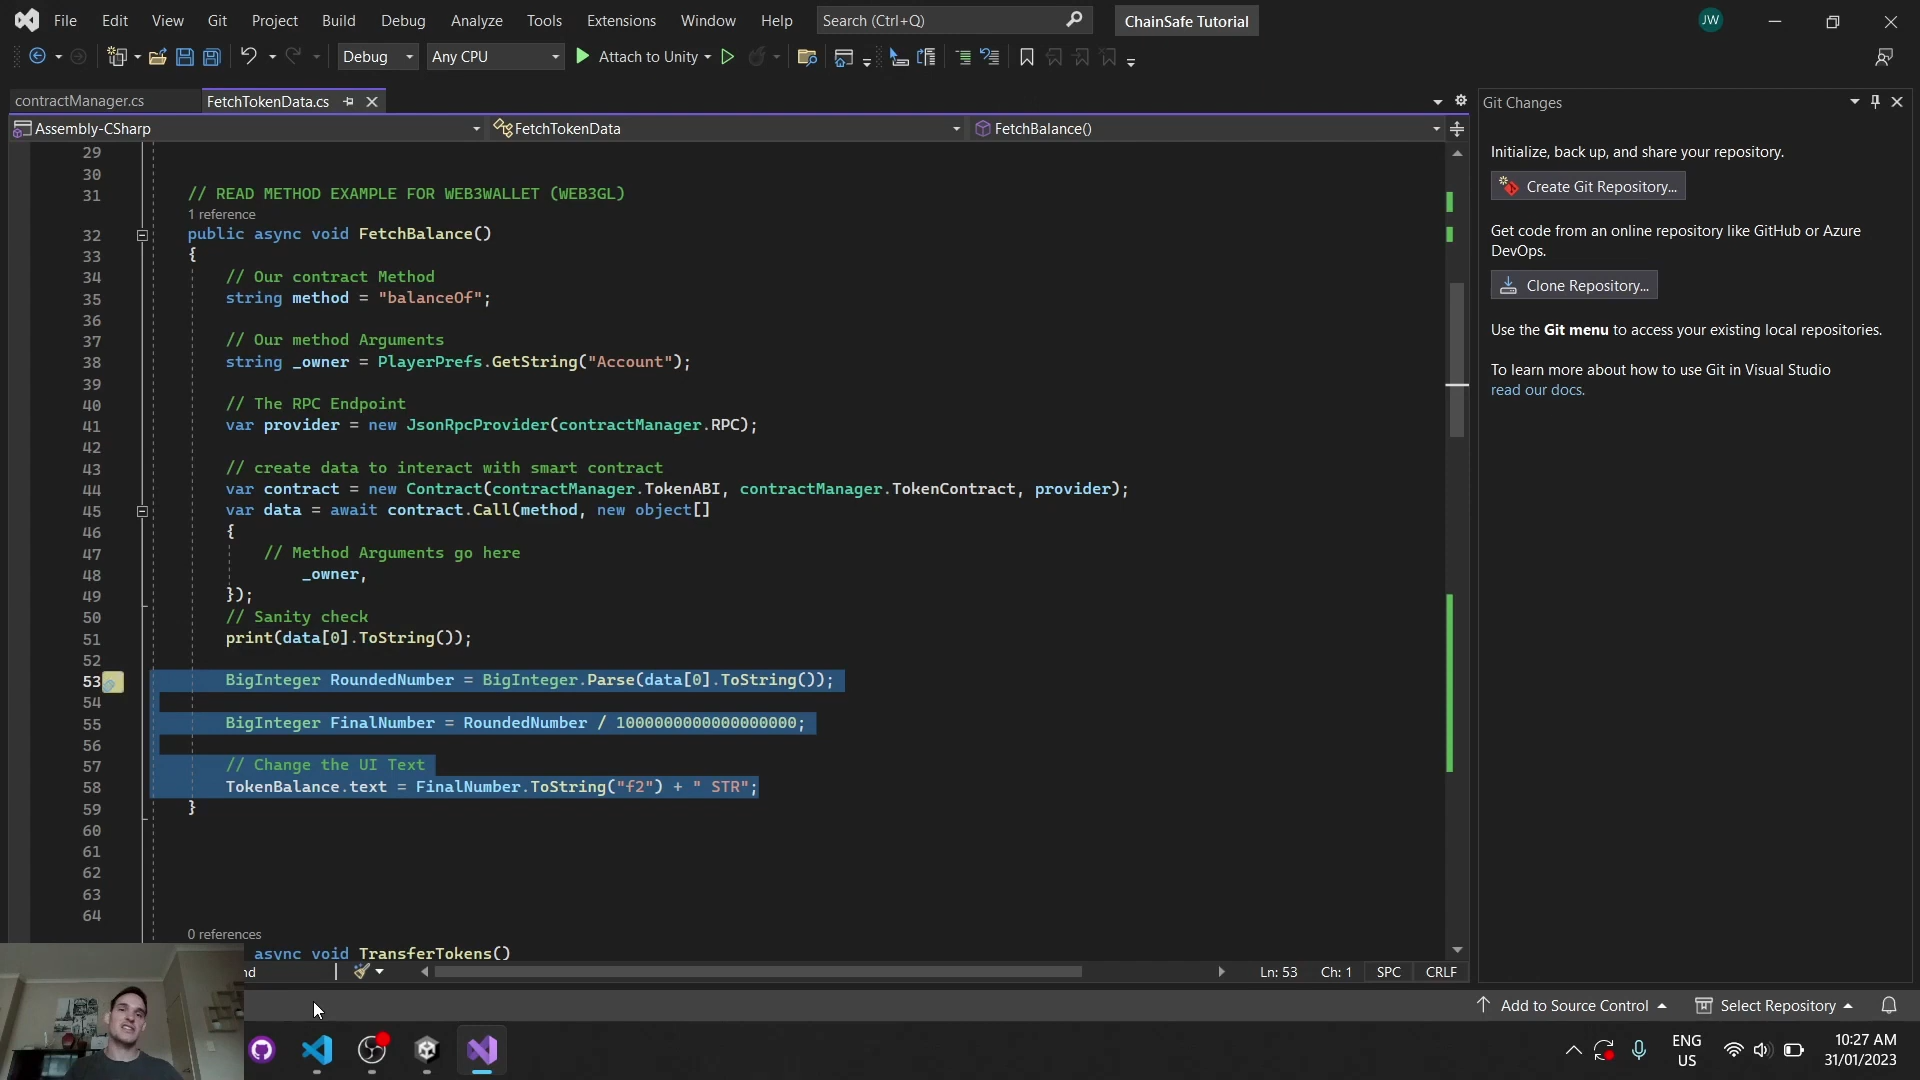 File Edit View Git Project Build Debug Analyze Tools Extensions Window Help Search (Ctrl+Q) ChainSafe Tutorial JW
Debug Any CPU Attach to Unity
contractManager.cs FetchTokenData.cs
Assembly-CSharp FetchTokenData FetchBalance()
29
30
31 // READ METHOD EXAMPLE FOR WEB3WALLET (WEB3GL)
1 reference
32 public async void FetchBalance()
33 {
34 // Our contract Method
35 string method = "balanceOf";
36
37 // Our method Arguments
38 string _owner = PlayerPrefs.GetString("Account");
39
40 // The RPC Endpoint
41 var provider = new JsonRpcProvider(contractManager.RPC);
42
43 // create data to interact with smart contract
44 var contract = new Contract(contractManager.TokenABI, contractManager.TokenContract, provider);
45 var data = await contract.Call(method, new object[]
46 {
47 // Method Arguments go here
48 _owner,
49 });
50 // Sanity check
51 print(data[0].ToString());
52
53 BigInteger RoundedNumber = BigInteger.Parse(data[0].ToString());
54
55 BigInteger FinalNumber = RoundedNumber / 1000000000000000000;
56
57 // Change the UI Text
58 TokenBalance.text = FinalNumber.ToString("f2") + " STR";
59 }
60
61
62
63
64
0 references
async void TransferTokens()
nd Ln: 53 Ch: 1 SPC CRLF
Git Changes
Initialize, back up, and share your repository.
Create Git Repository...
Get code from an online repository like GitHub or Azure
DevOps.
Clone Repository...
Use the Git menu to access your existing local repositories.
To learn more about how to use Git in Visual Studio
read our docs.
Add to Source Control Select Repository
ENG
US
10:27 AM
31/01/2023